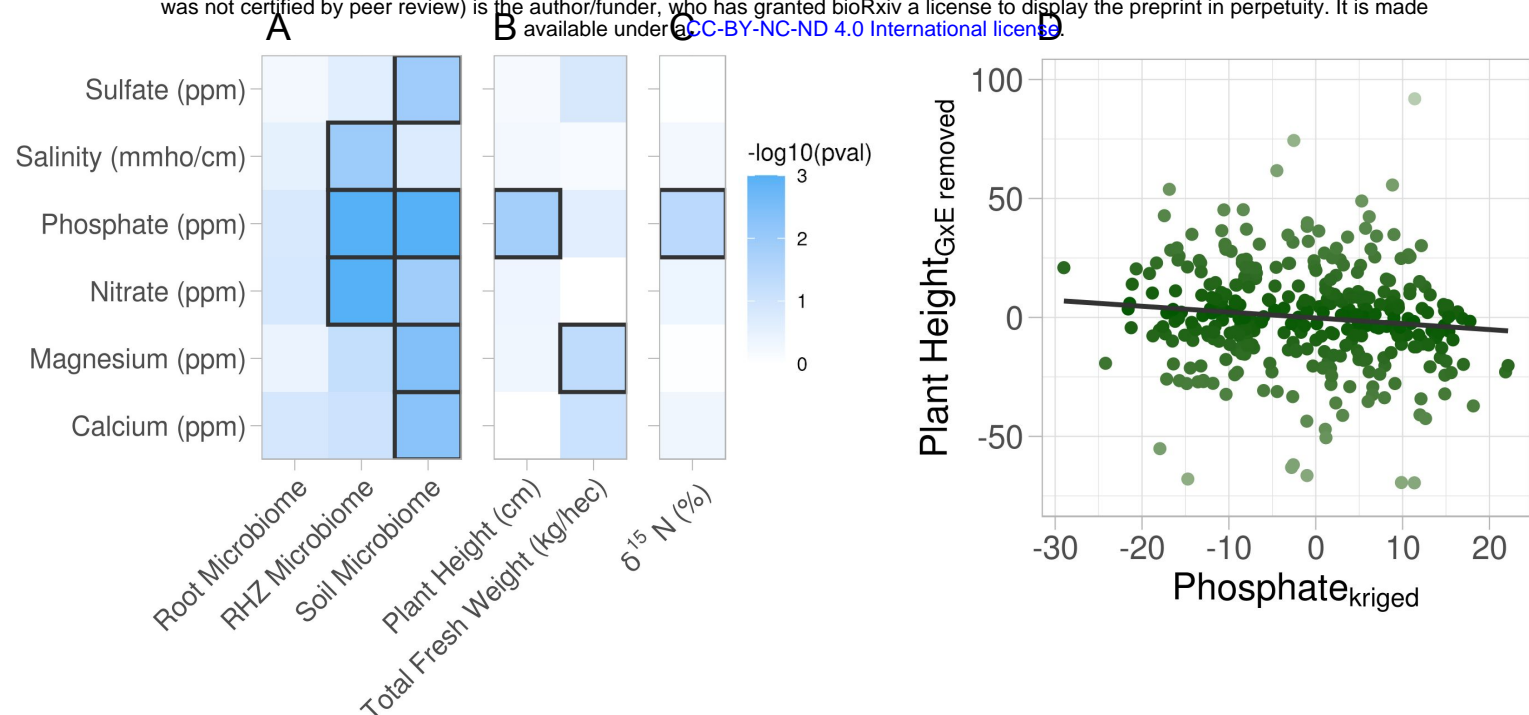 was not certified by peer review) is the author/funder, who has granted bioRxiv a license to display the preprint in perpetuity. It is made
available under aCC-BY-NC-ND 4.0 International license.
A
B
C
D
Sulfate (ppm)
Salinity (mmho/cm)
Phosphate (ppm)
Nitrate (ppm)
Magnesium (ppm)
Calcium (ppm)
Root Microbiome
RHZ Microbiome
Soil Microbiome
Plant Height (cm)
Total Fresh Weight (kg/hec)
δ¹⁵ N (%)
-log10(pval)
3
2
1
0
Plant Height GxE removed
100
50
0
-50
-30 -20 -10 0 10 20
Phosphate kriged